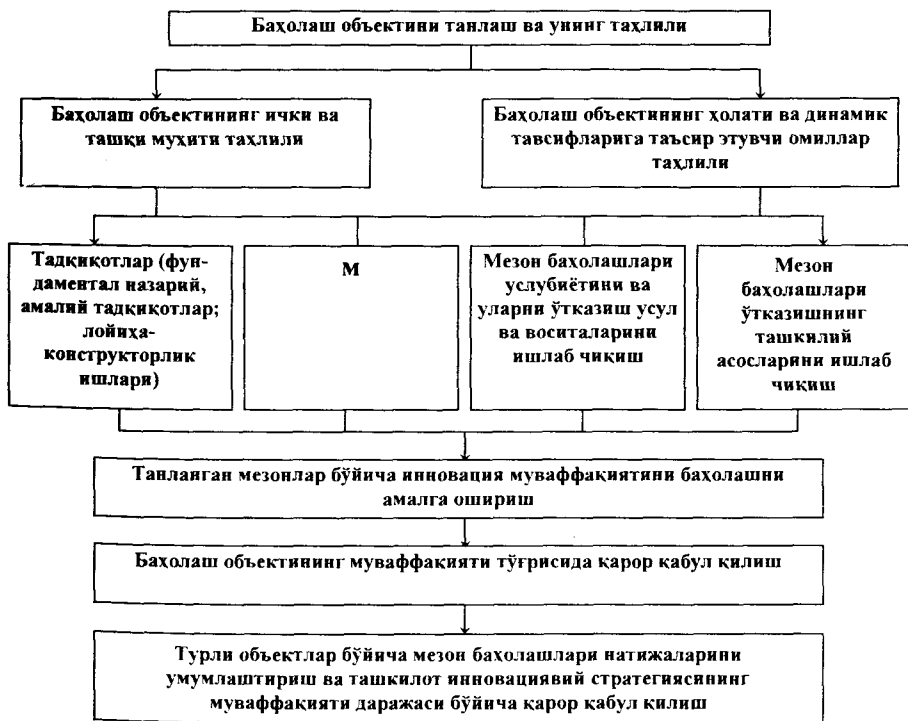 Баҳолаш объектини танлаш ва унинг таҳлили
Баҳолаш объектининг ички ва
ташқи муҳити таҳлили
Баҳолаш объектининг ҳолати ва динамик
тавсифларига таъсир этувчи омиллар
таҳлили
Тадқиқотлар (фун-
даментал назарий,
амалий тадқиқотлар;
лойиҳа-
конструкторлик
ишлари)
М
Мезон баҳолашлари
услубиётини ва
уларни ўтказиш усул
ва воситаларини
ишлаб чиқиш
Мезон
баҳолашлари
ўтказишнинг
ташкилий
асосларини ишлаб
чиқиш
Танланган мезонлар бўйича инновация муваффақиятини баҳолашни
амалга ошириш
Баҳолаш объектининг муваффақияти тўғрисида қарор қабул қилиш
Турли объектлар бўйича мезон баҳолашлари натижаларини
умумлаштириш ва ташкилот инновациявий стратегиясининг
муваффақияти даражаси бўйича қарор қабул қилиш